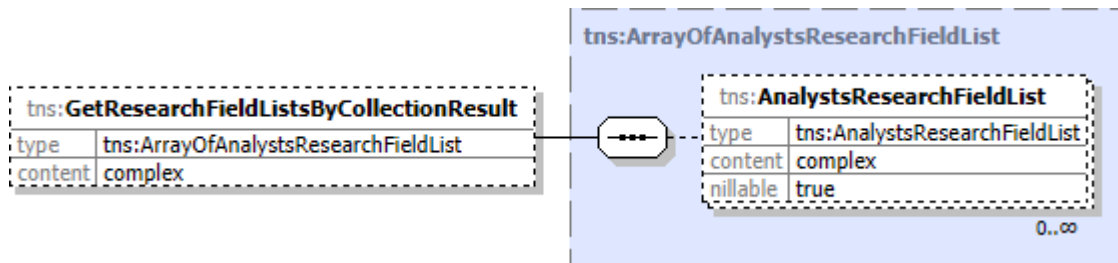 tns:ArrayOfAnalystsResearchFieldList
tns:GetResearchFieldListsByCollectionResult
type tns:ArrayOfAnalystsResearchFieldList
content complex
tns:AnalystsResearchFieldList
type tns:AnalystsResearchFieldList
content complex
nillable true
0..∞